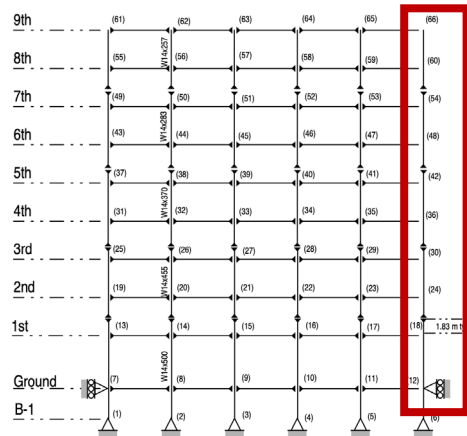 9th (61) (62) (63) (64) (65) (66)
W14x257
8th (55) (56) (57) (58) (59) (60)
7th (49) (50) (51) (52) (53) (54)
W14x283
6th (43) (44) (45) (46) (47) (48)
5th (37) (38) (39) (40) (41) (42)
W14x370
4th (31) (32) (33) (34) (35) (36)
3rd (25) (26) (27) (28) (29) (30)
W14x455
2nd (19) (20) (21) (22) (23) (24)
1st (13) (14) (15) (16) (17) (18) 1.83 m
W14x500
Ground (7) (8) (9) (10) (11) (12)
B-1 (1) (2) (3) (4) (5) (6)